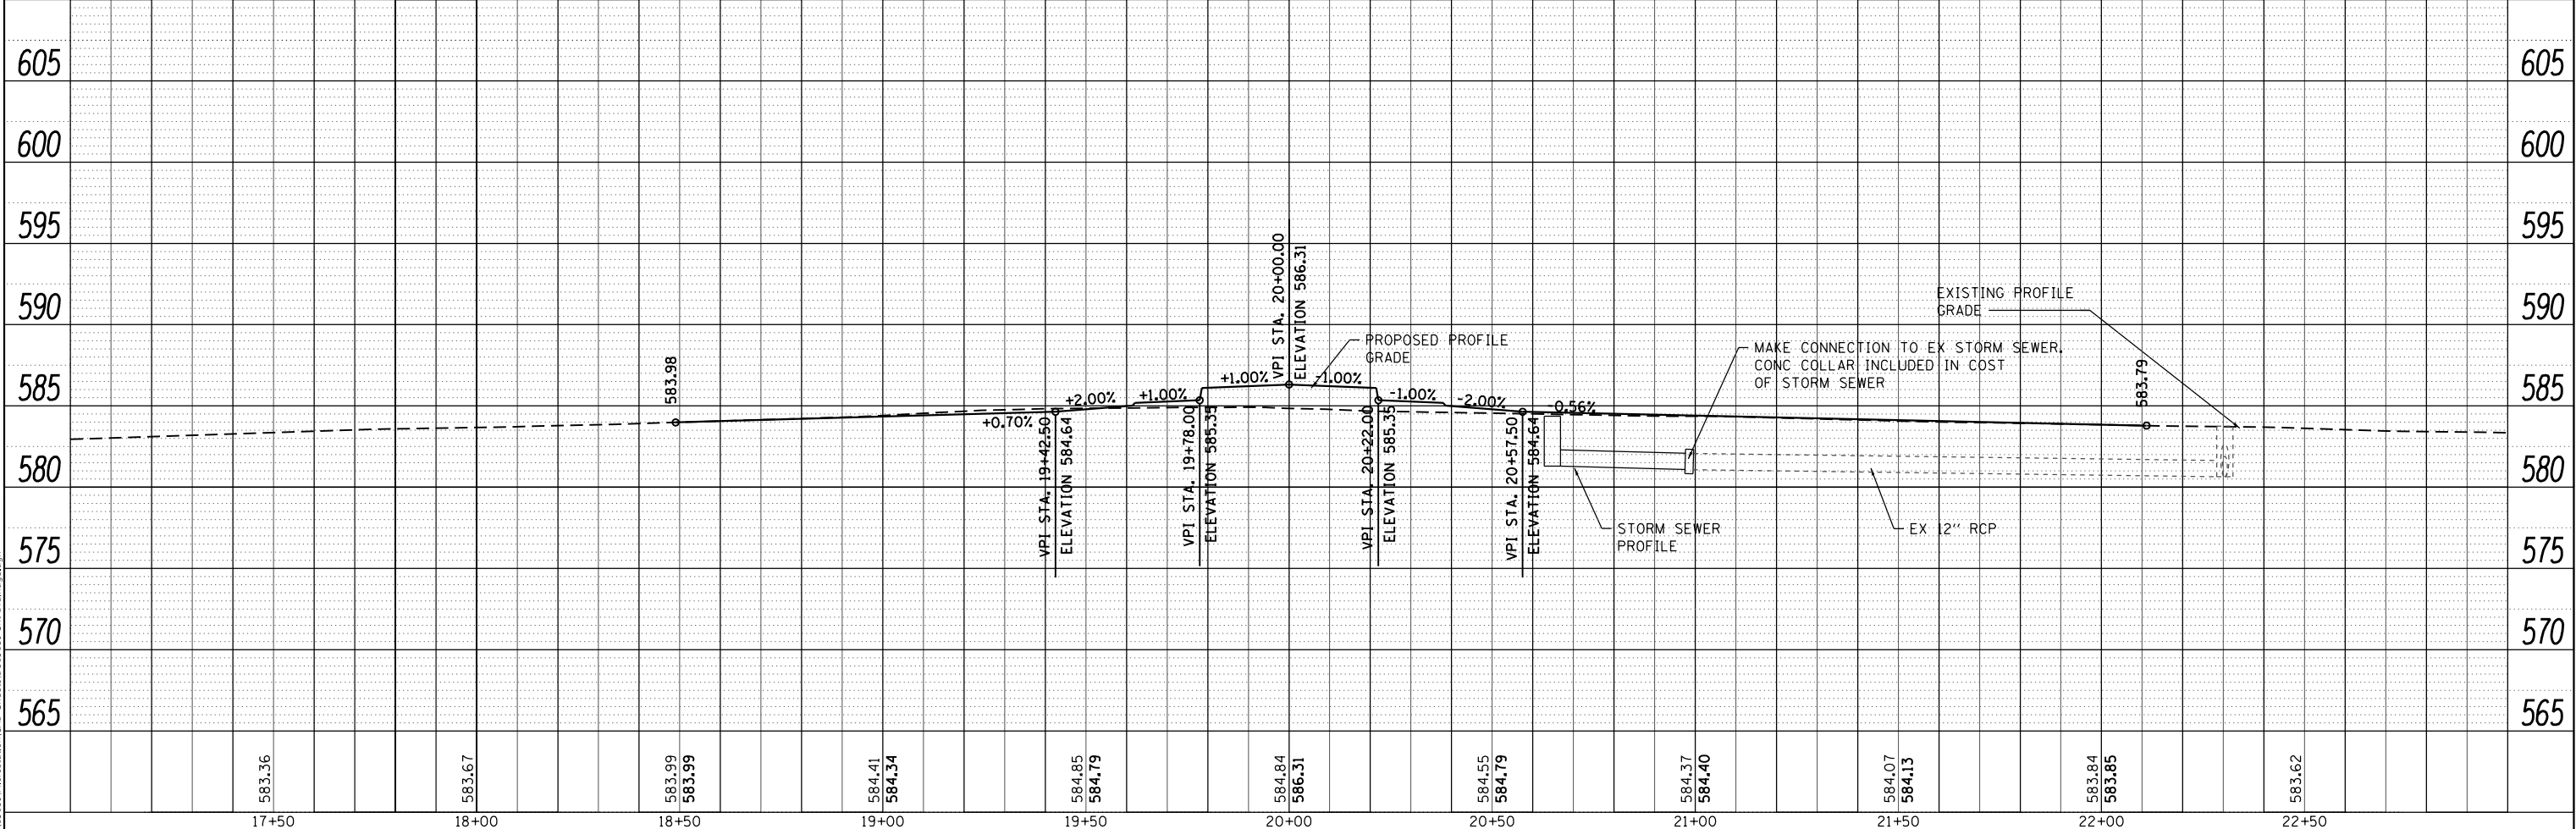 605
605
600
600
595
595
590
590
585
585
580
580
575
575
570
570
565
565
583.98
+0.70%
VPI STA. 19+42.50
ELEVATION 584.64
+2.00%
+1.00%
VPI STA. 19+78.00
ELEVATION 585.35
+1.00%
VPI STA. 20+00.00
ELEVATION 586.31
-1.00%
PROPOSED PROFILE
GRADE
VPI STA. 20+22.00
ELEVATION 585.35
-1.00%
-2.00%
VPI STA. 20+57.50
ELEVATION 584.64
-0.56%
STORM SEWER
PROFILE
MAKE CONNECTION TO EX STORM SEWER.
CONC COLLAR INCLUDED IN COST
OF STORM SEWER
EX 12" RCP
EXISTING PROFILE
GRADE
583.79
583.36
583.67
583.99
583.99
584.41
584.34
584.85
584.79
584.84
586.31
584.55
584.79
584.37
584.40
584.07
584.13
583.84
583.85
583.62
17+50
18+00
18+50
19+00
19+50
20+00
20+50
21+00
21+50
22+00
22+50